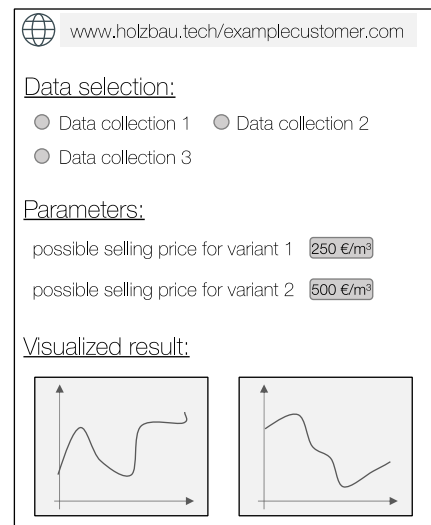 www.holzbau.tech/examplecustomer.com
Data selection:
Data collection 1 Data collection 2
Data collection 3
Parameters:
possible selling price for variant 1 250 €/m³
possible selling price for variant 2 500 €/m³
Visualized result: